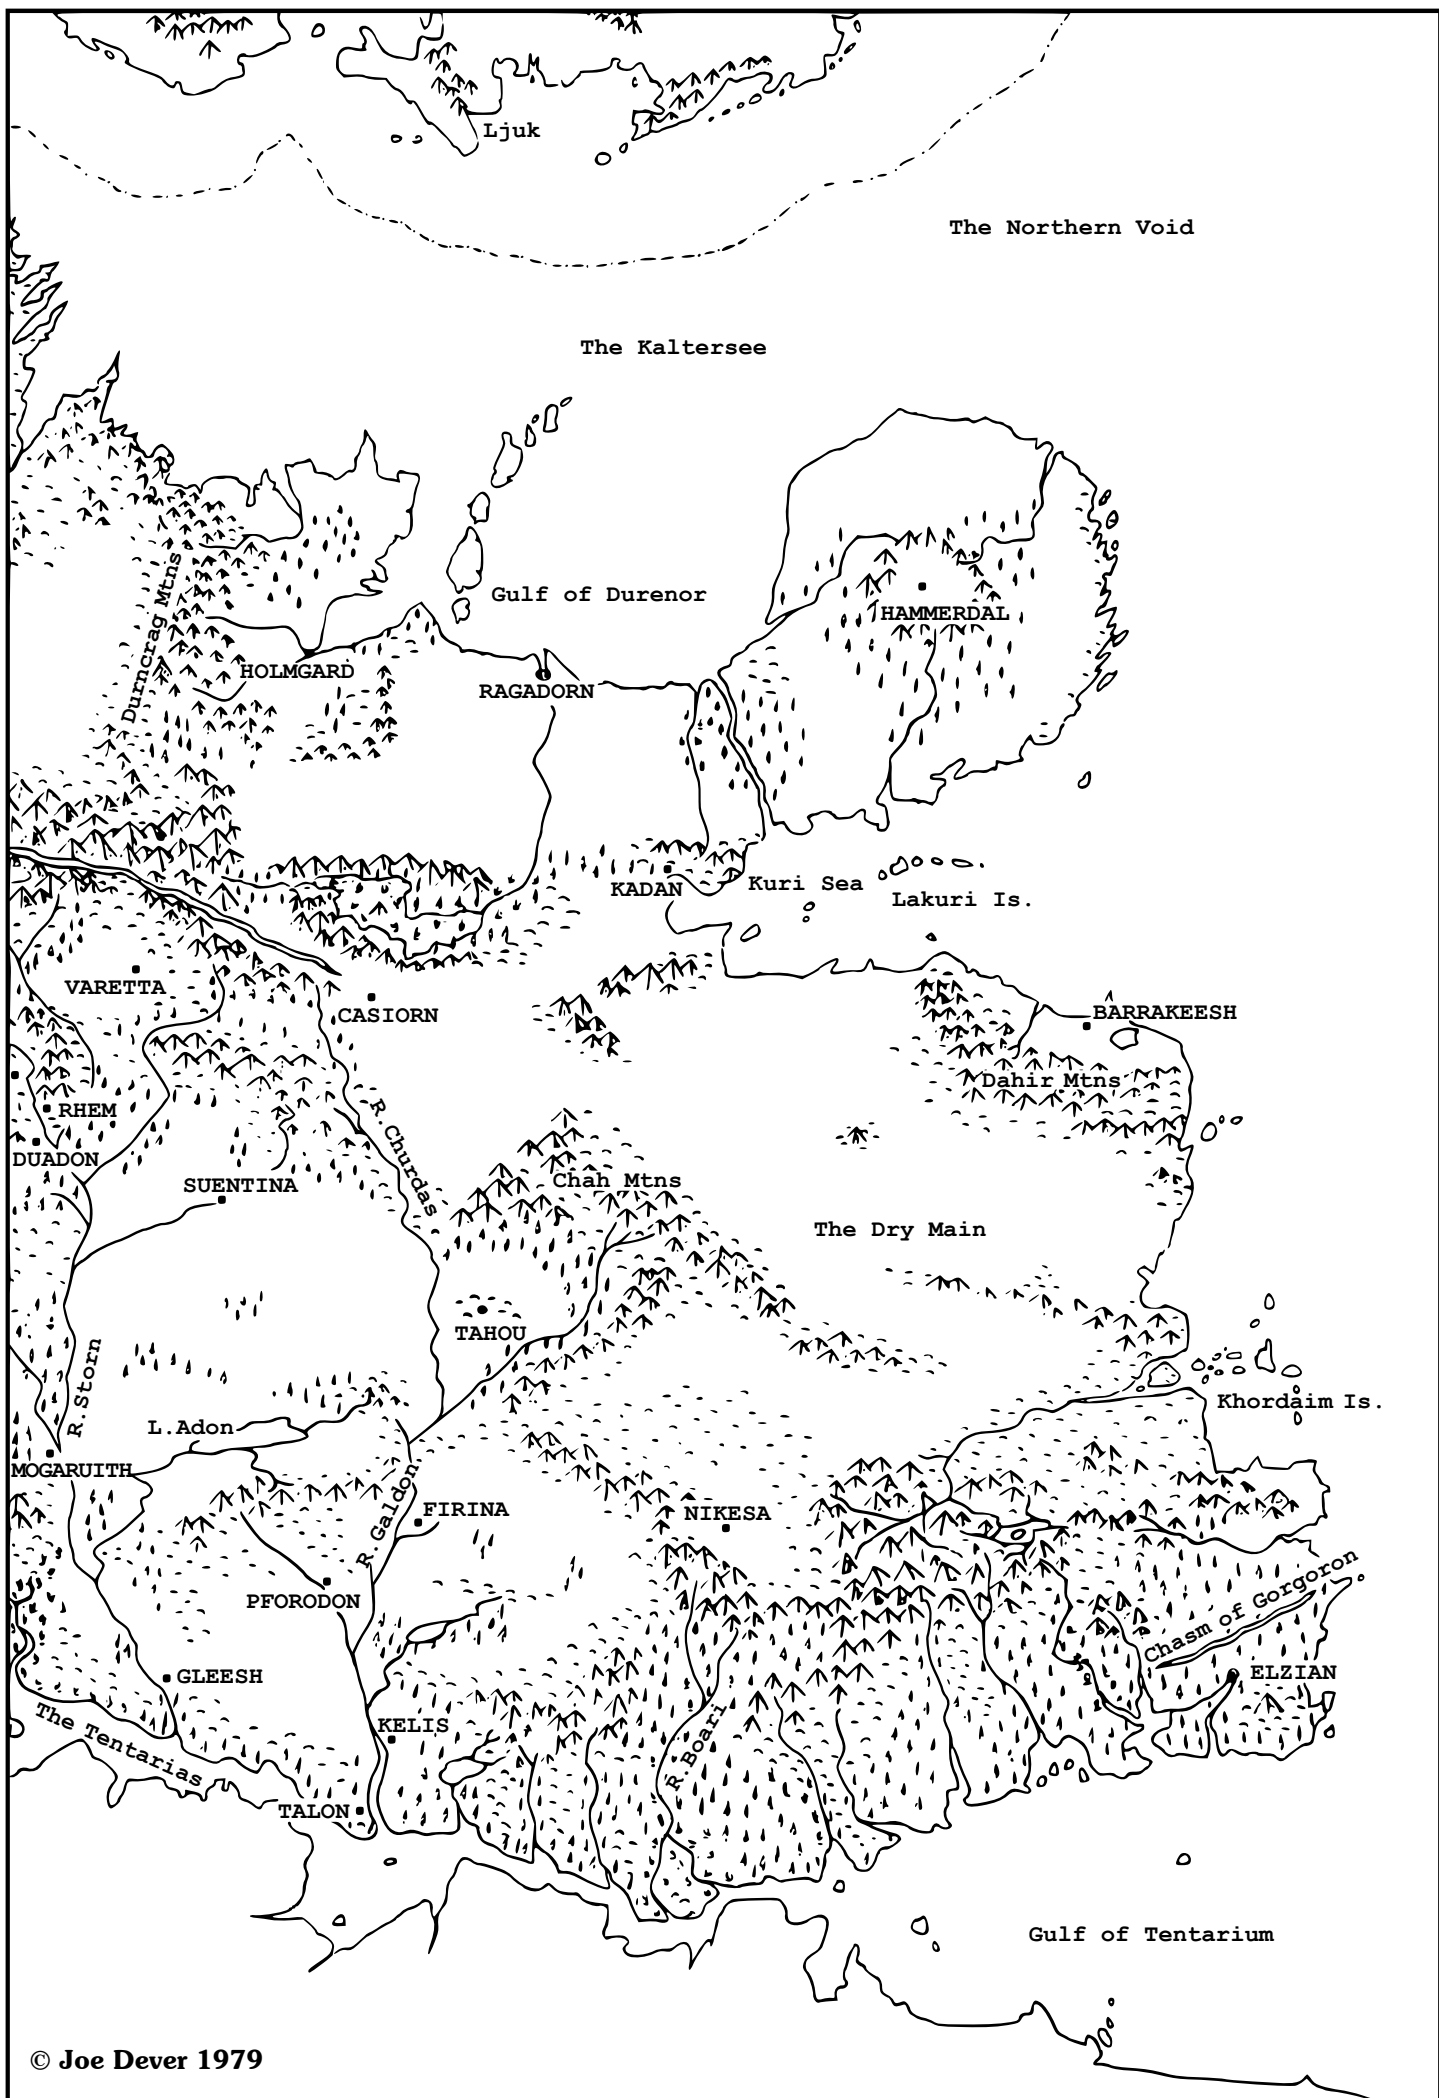 Ljuk
The Northern Void
The Kaltersee
Gulf of Durenor
HAMMERDAL
Durncrag Mtns
HOLMGARD
RAGADORN
KADAN
Kuri Sea
Lakuri Is.
VARETTA
CASIORN
BARRAKEESH
Dahir Mtns
RHEM
R.Churdas
DUADON
SUENTINA
Chah Mtns
The Dry Main
TAHOU
R.Storn
L.Adon
Khordaim Is.
MOGARUITH
R.Galdon
FIRINA
NIKESA
PFORODON
Chasm of Gorgoron
GLEESH
ELZIAN
The Tentarias
KELIS
R.Boari
TALON
Gulf of Tentarium
© Joe Dever 1979